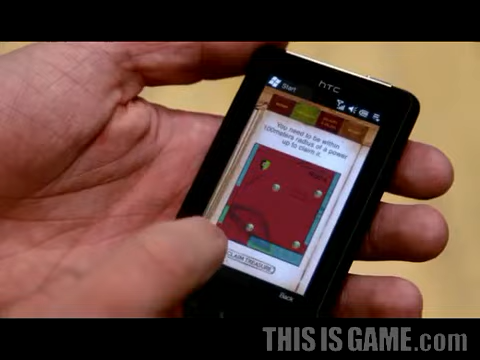 hTC
Start
You need to be within
100meters radius of a power
up to claim it.
CLAIM TREASURE
Back
THIS IS GAME.com